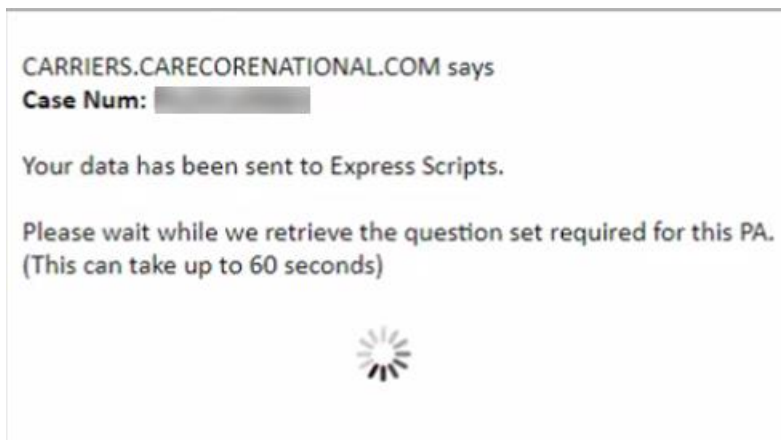 CARRIERS.CARECORENATIONAL.COM says
Case Num:
Your data has been sent to Express Scripts.
Please wait while we retrieve the question set required for this PA.
(This can take up to 60 seconds)